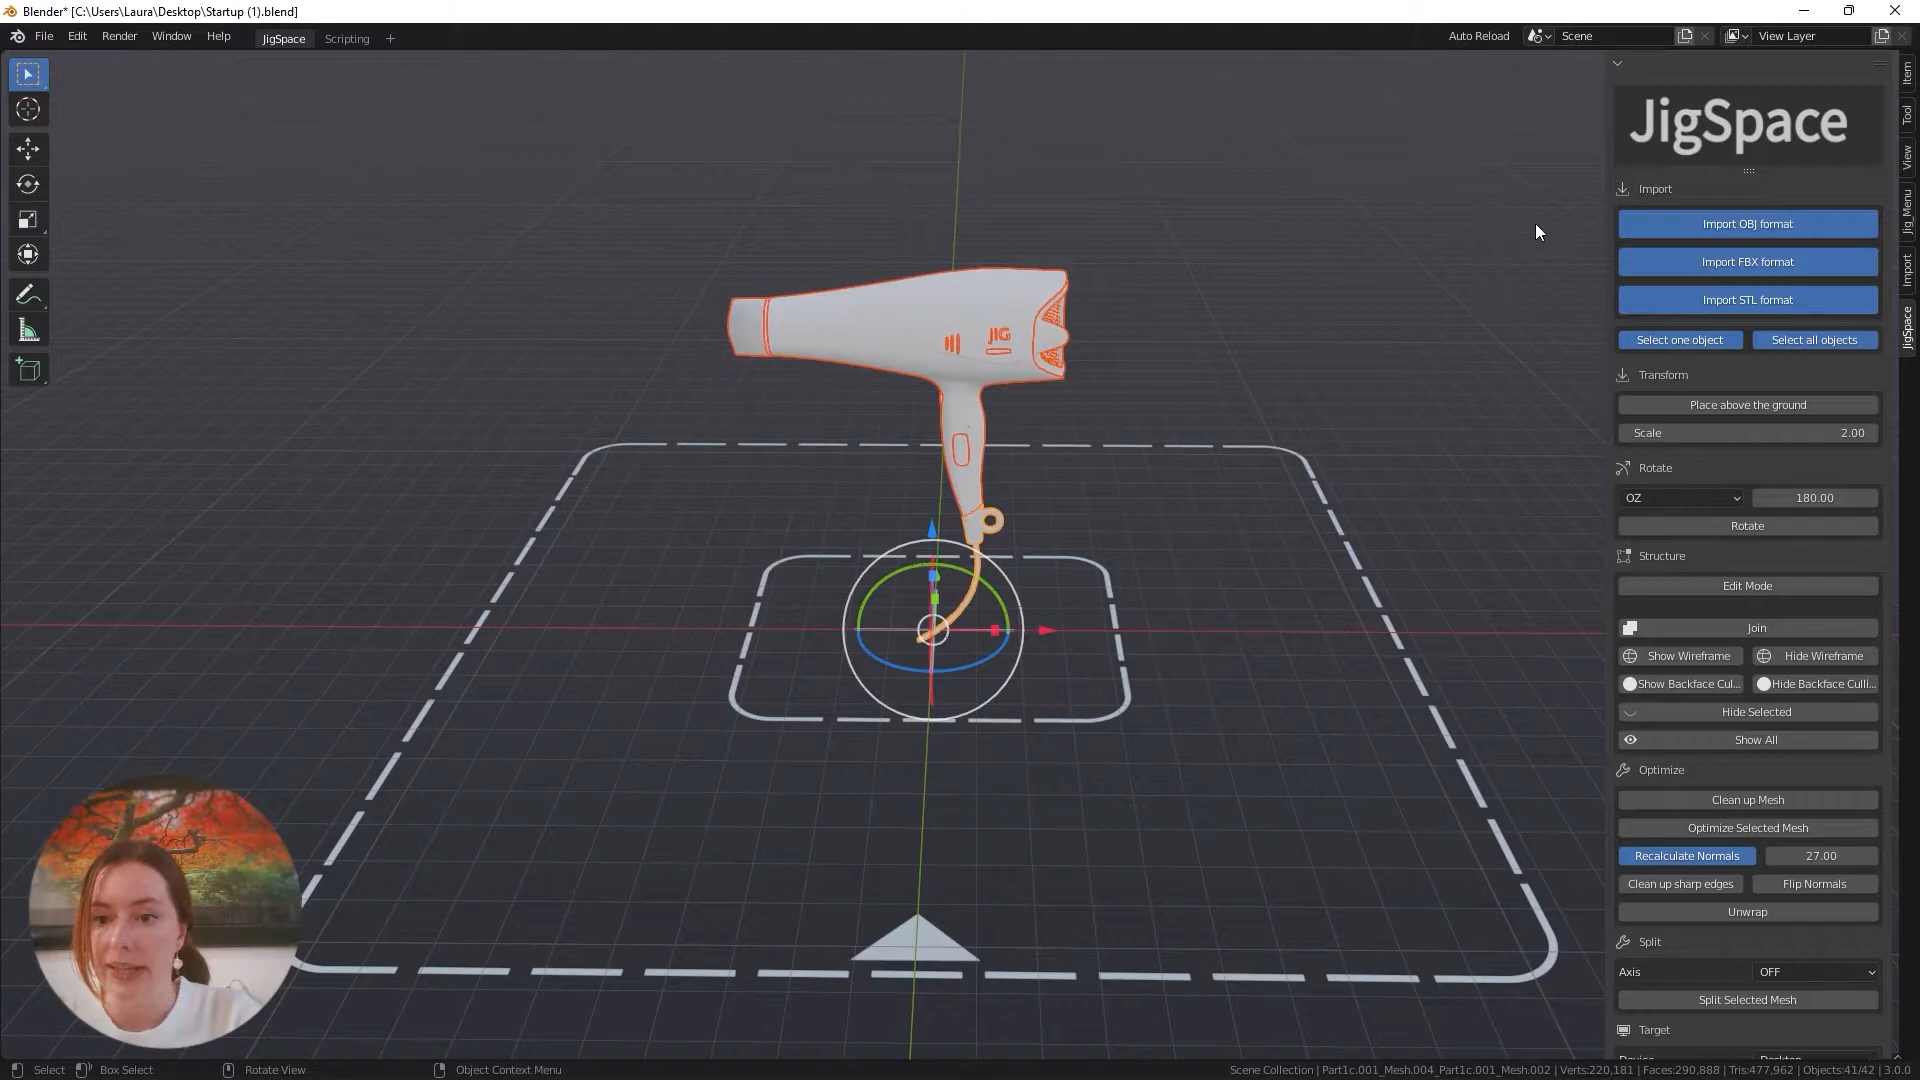 Blender* [C:\Users\Laura\Desktop\Startup (1).blend]
File Edit Render Window Help JigSpace Scripting + Auto Reload Scene View Layer
Item
Tool
View
Jig_Menu
Import
JigSpace
JigSpace
Import
Import OBJ format
Import FBX format
Import STL format
Select one object Select all objects
Transform
Place above the ground
Scale 2.00
Rotate
OZ 180.00
Rotate
Structure
Edit Mode
Join
Show Wireframe Hide Wireframe
Show Backface Cul... Hide Backface Culli...
Hide Selected
Show All
Optimize
Clean up Mesh
Optimize Selected Mesh
Recalculate Normals 27.00
Clean up sharp edges Flip Normals
Unwrap
Split
Axis OFF
Split Selected Mesh
Target
Device Desktop
JIG
Select Box Select Rotate View Object Context Menu Scene Collection | Part1c.001_Mesh.004_Part1c.001_Mesh.002 | Verts:220,181 | Faces:290,888 | Tris:477,962 | Objects:41/42 | 3.0.0